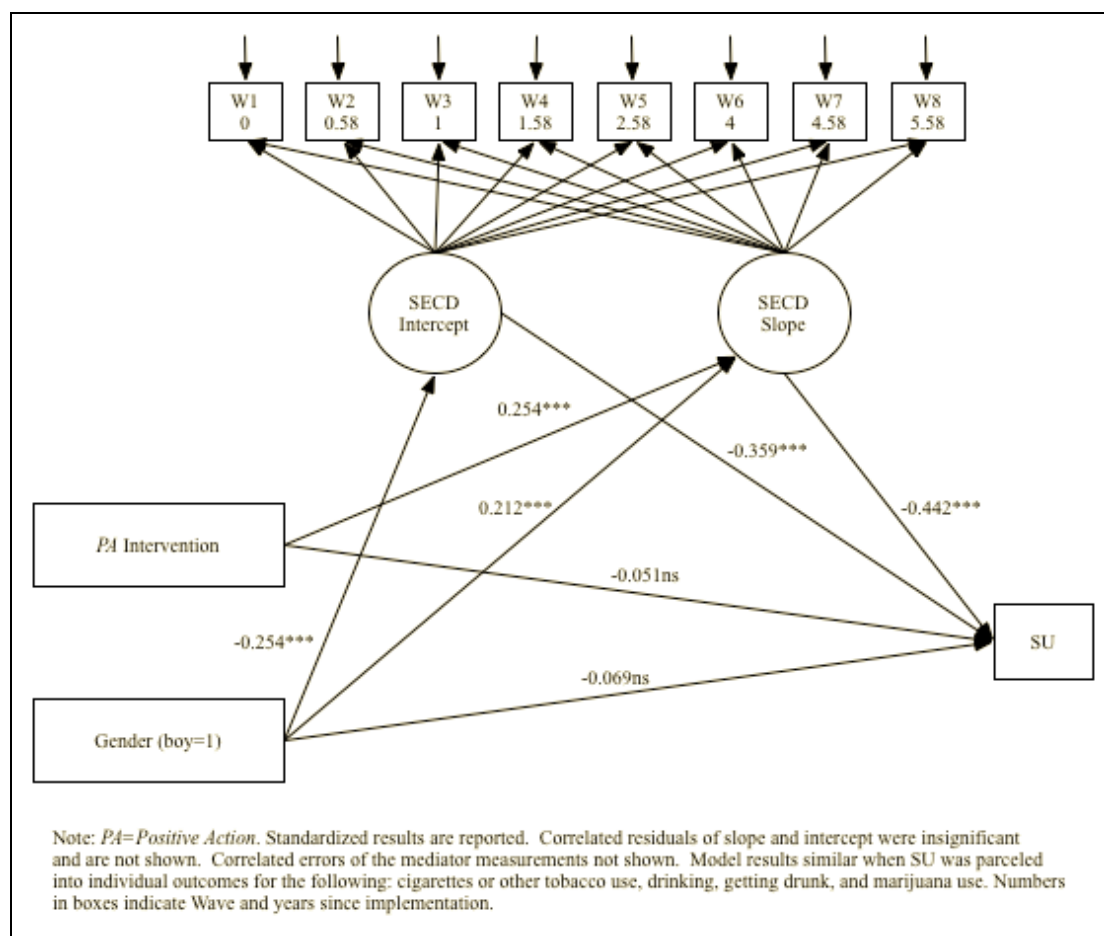 W1
0
W2
0.58
W3
1
W4
1.58
W5
2.58
W6
4
W7
4.58
W8
5.58
SECD
Intercept
SECD
Slope
0.254***
-0.359***
0.212***
-0.442***
PA Intervention
-0.051ns
-0.254***
SU
-0.069ns
Gender (boy=1)
Note: PA=Positive Action. Standardized results are reported. Correlated residuals of slope and intercept were insignificant
and are not shown. Correlated errors of the mediator measurements not shown. Model results similar when SU was parceled
into individual outcomes for the following: cigarettes or other tobacco use, drinking, getting drunk, and marijuana use. Numbers
in boxes indicate Wave and years since implementation.